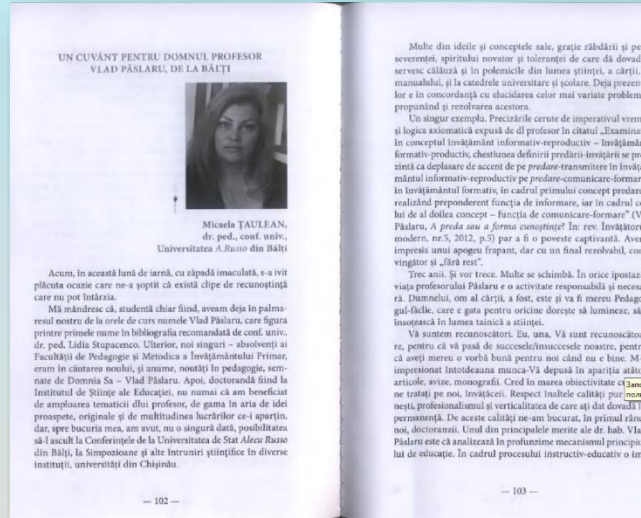 UN CUVÂNT PENTRU DOMNUL PROFESOR
VLAD PÂSLARU, DE LA BĂLȚI
Micaela ȚAULEAN,
dr. ped., conf. univ.,
Universitatea A.Russo din Bălți
Acum, în această lună de iarnă, cu zăpadă imaculată, s-a ivit
plăcuta ocazie care ne-a șoptit că există clipe de recunoștință
care nu pot întârzia.
Mă mândresc că, studentă chiar fiind, aveam deja în palma-
resul nostru de la orele de curs numele Vlad Pâslaru, care figura
printre primele nume în bibliografia recomandată de conf. univ.,
dr. ped. Lidia Stupacenco. Ulterior, noi singuri – absolvenți ai
Facultății de Pedagogie și Metodica a Învățământului Primar,
eram în căutarea noului, și anume, noutăți în pedagogie, sem-
nate de Domnia Sa – Vlad Pâslaru. Apoi, doctorandă fiind la
Institutul de Științe ale Educației, nu numai că am beneficiat
de amploarea tematicii dlui profesor, de gama în aria de idei
proaspete, originale și de multitudinea lucrărilor ce-i aparțin,
dar, spre bucuria mea, am avut, nu o singură dată, posibilitatea
să-l ascult la Conferințele de la Universitatea de Stat Alecu Russo
din Bălți, la Simpozioane și alte întruniri științifice în diverse
instituții, universități din Chișinău.
— 102 —
Multe din ideile și conceptele sale, grație răbdării și pe
severenței, spiritului novator și toleranței de care dă dovad
servesc călăuză și în polemicile din lumea științei, a cărții,
manualului, și la catedrele universitare și școlare. Deja prezen
lor e în concordanță cu elucidarea celor mai variate problem
propunând și rezolvarea acestora.
Un singur exemplu. Precizările cerute de imperativul vrem
și logica axiomatică expusă de dl profesor în citatul „Examina
în conceptul învățământ informativ-reproductiv – învățămân
formativ-productiv, chestiunea definirii predării-învățării se pre
zintă ca deplasare de accent de pe predare-transmitere în învăț
mântul informativ-reproductiv pe predare-comunicare-formare
în învățământul formativ, în cadrul primului concept predare
realizând preponderent funcția de informare, iar în cadrul ce
lui de al doilea concept – funcția de comunicare-formare” (V
Pâslaru, A preda sau a forma cunoștințe? În: rev. Învățătoru
modern, nr.5, 2012, p.5) par a fi o poveste captivantă. Aver
impresia unui apogeu frapant, dar cu un final rezolvabil, con
vingător și „fără rest”.
Trec anii. Și vor trece. Multe se schimbă. În orice ipostaz
viața profesorului Pâslaru e o activitate responsabilă și neces
ră. Dumnelui, om al cărții, a fost, este și va fi mereu Pedago
gul-făclie, care e gata pentru oricine dorește să lumineze, să
însoțească în lumea tainică a științei.
Vă suntem recunoscători. Eu, una, Vă sunt recunoscătoa
re, pentru că vă pasă de succesele/insuccesele noastre, pentr
că aveți mereu o vorbă bună pentru noi când nu e bine. M-
impresionat întotdeauna munca-Vă depusă în apariția atâto
articole, avize, monografii. Cred în marea obiectivitate cu
ne tratați pe noi, învățăceii. Respect înaltele calități pur
nești, profesionalismul și verticalitatea de care ați dat dovadă î
permanență. De aceste calități ne-am bucurat, în primul rând
noi, doctoranzii. Unul din principalele merite ale dr. hab. Vla
Pâslaru este că analizează în profunzime mecanismul principiu
lui de educație. În cadrul procesului instructiv-educativ o im
— 103 —